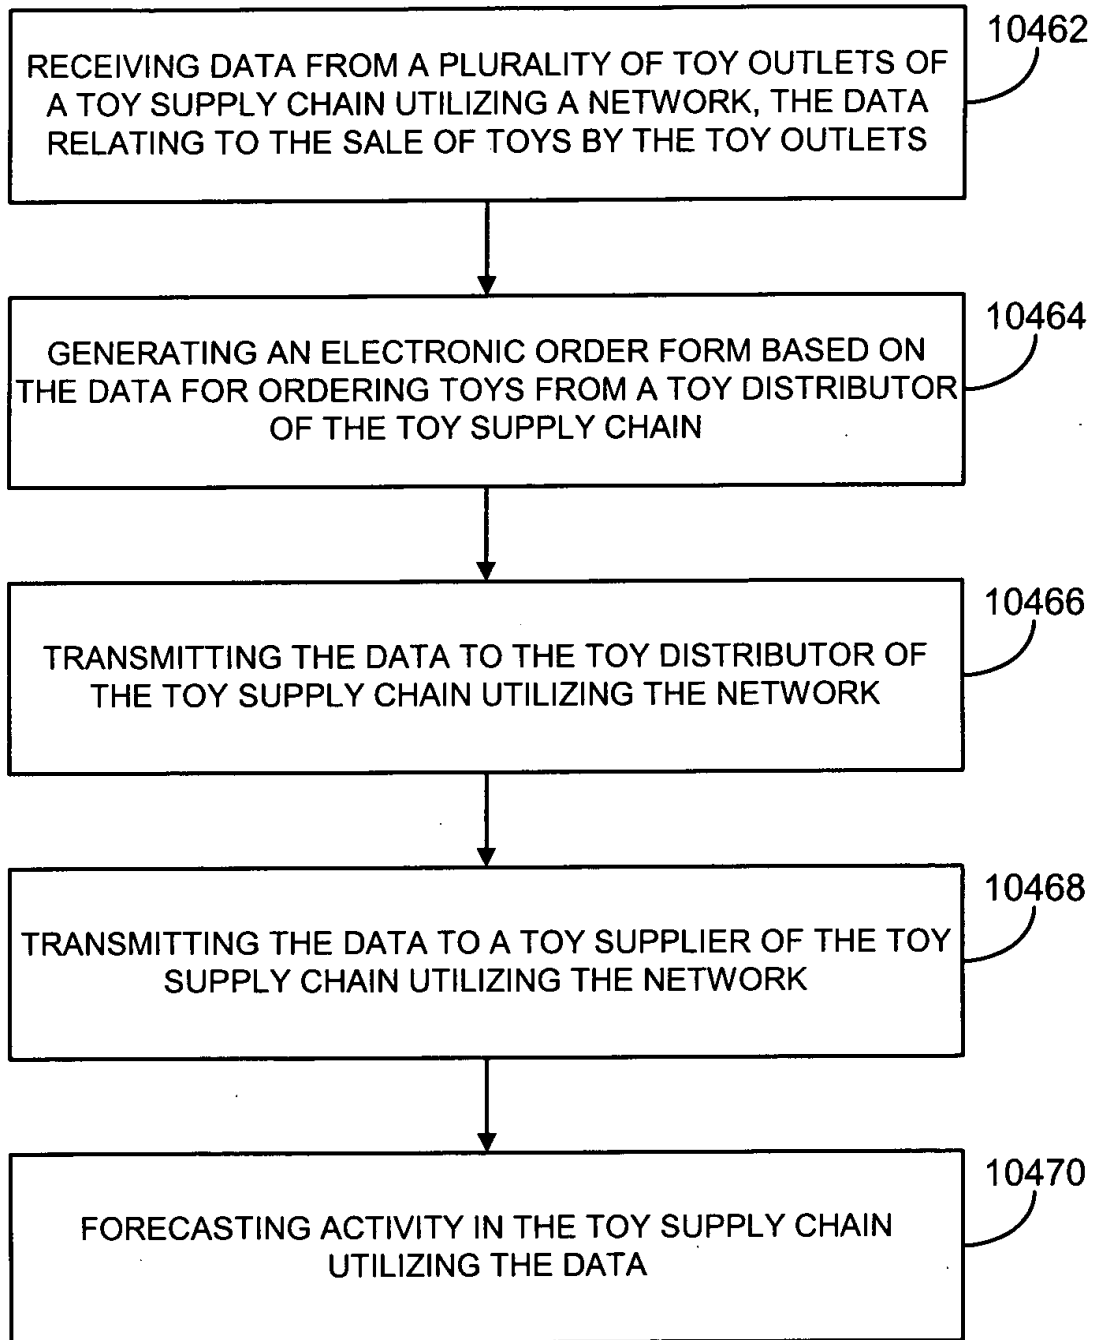 10462
RECEIVING DATA FROM A PLURALITY OF TOY OUTLETS OF
A TOY SUPPLY CHAIN UTILIZING A NETWORK, THE DATA
RELATING TO THE SALE OF TOYS BY THE TOY OUTLETS
10464
GENERATING AN ELECTRONIC ORDER FORM BASED ON
THE DATA FOR ORDERING TOYS FROM A TOY DISTRIBUTOR
OF THE TOY SUPPLY CHAIN
10466
TRANSMITTING THE DATA TO THE TOY DISTRIBUTOR OF
THE TOY SUPPLY CHAIN UTILIZING THE NETWORK
10468
TRANSMITTING THE DATA TO A TOY SUPPLIER OF THE TOY
SUPPLY CHAIN UTILIZING THE NETWORK
10470
FORECASTING ACTIVITY IN THE TOY SUPPLY CHAIN
UTILIZING THE DATA